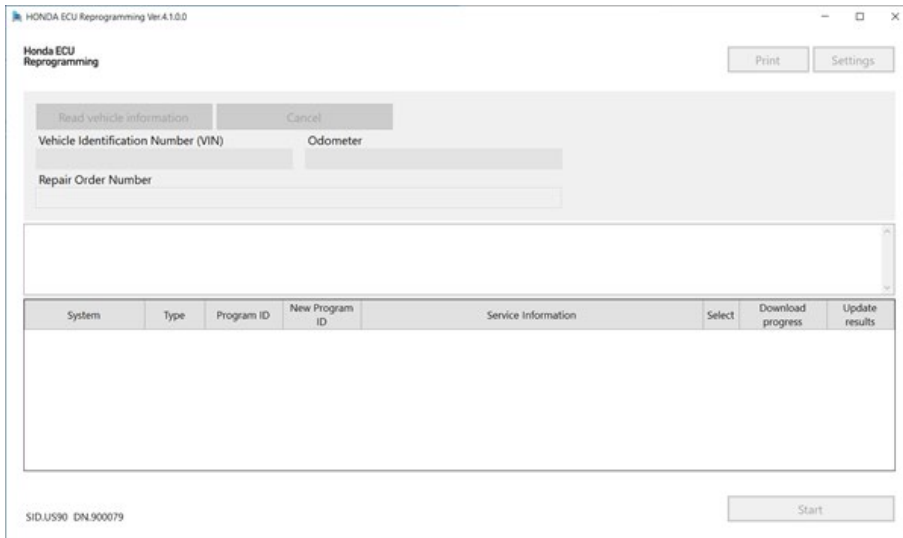 HONDA ECU Reprogramming Ver.4.1.0.0
Honda ECU
Reprogramming
Print
Settings
Read vehicle information
Cancel
Vehicle Identification Number (VIN)
Odometer
Repair Order Number
System
Type
Program ID
New Program
ID
Service Information
Select
Download
progress
Update
results
SID.US90 DN.900079
Start